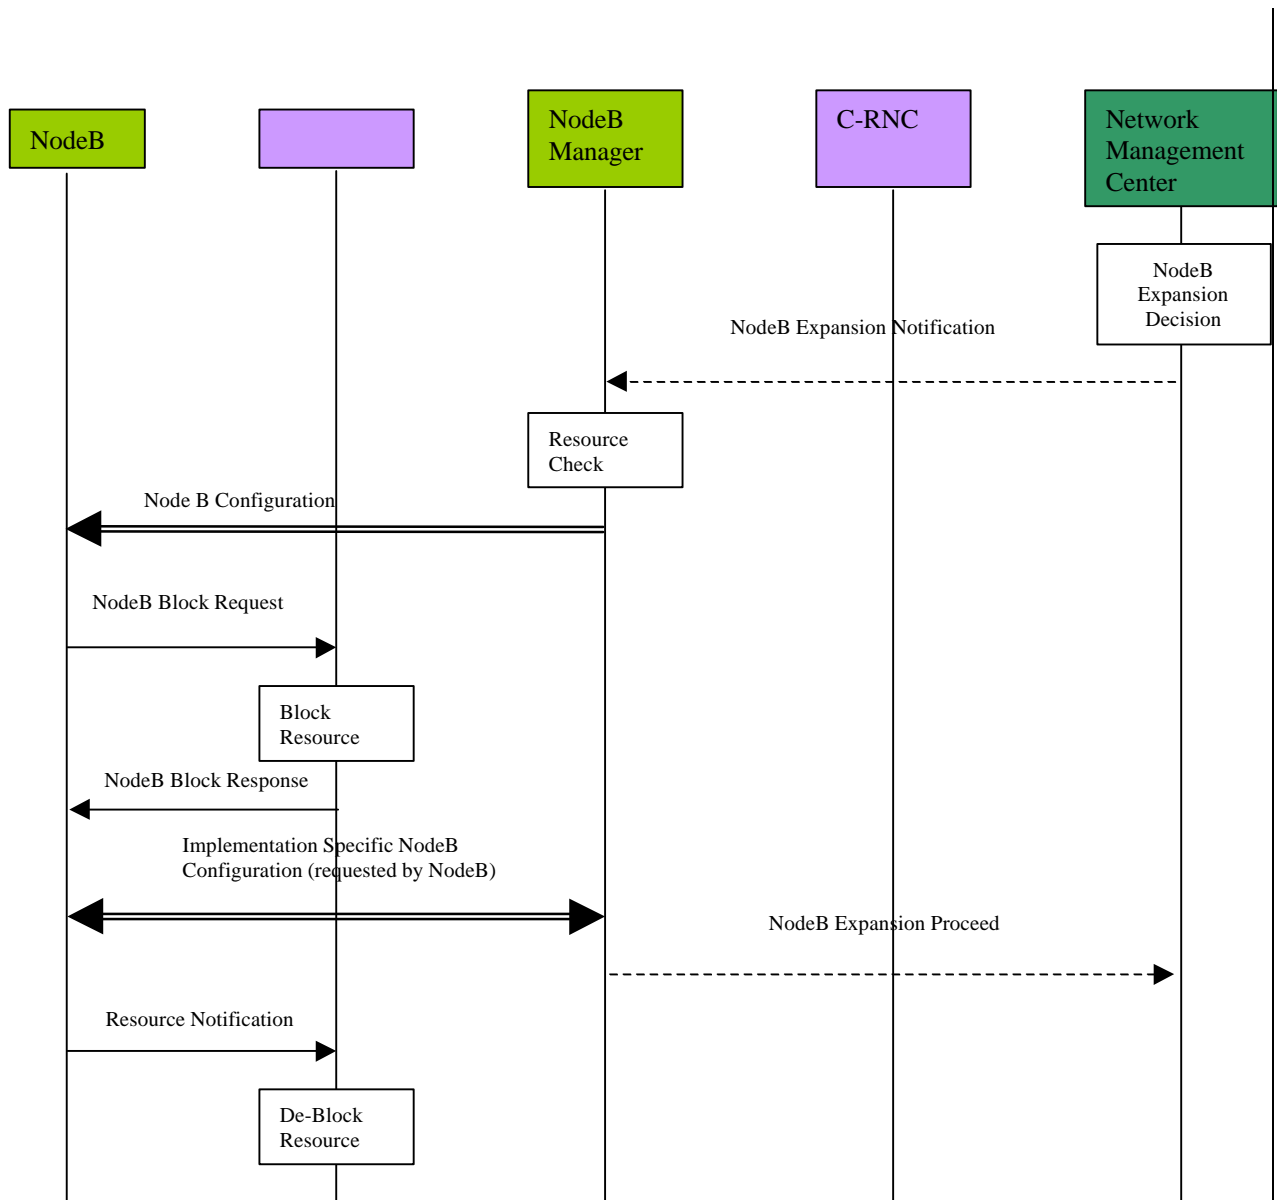 NodeB
NodeB
Manager
C-RNC
Network
Management
Center
NodeB
Expansion
Decision
NodeB Expansion Notification
Resource
Check
Node B Configuration
NodeB Block Request
Block
Resource
NodeB Block Response
Implementation Specific NodeB
Configuration (requested by NodeB)
NodeB Expansion Proceed
Resource Notification
De-Block
Resource